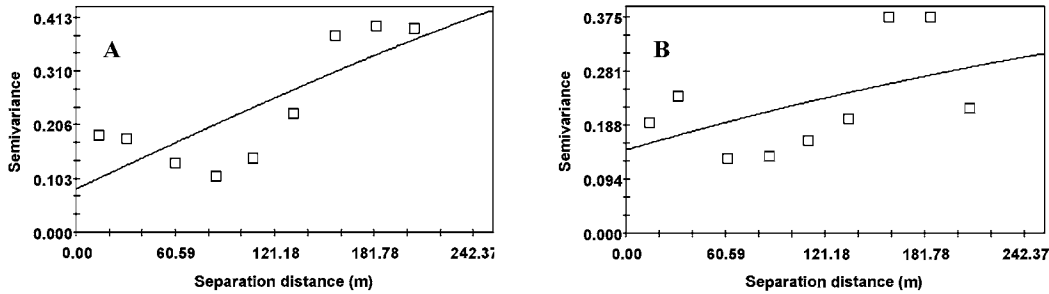 A
Semivariance
0.413
0.310
0.206
0.103
0.000
0.00 60.59 121.18 181.78 242.37
Separation distance (m)
B
Semivariance
0.375
0.281
0.188
0.094
0.000
0.00 60.59 121.18 181.78 242.37
Separation distance (m)